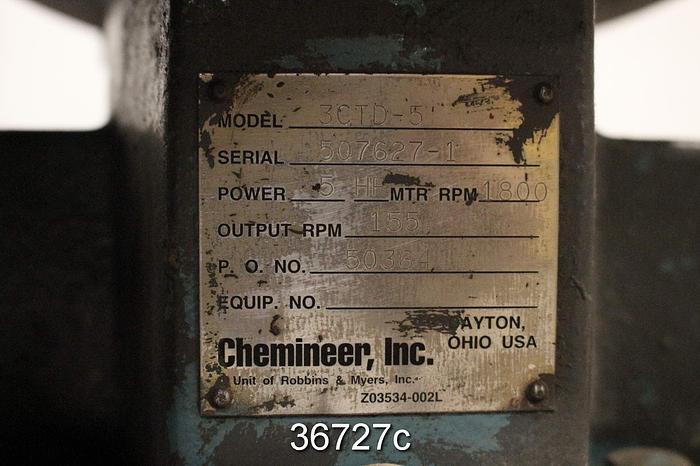 MODEL 3CTD-5
SERIAL 507627-1
POWER 5 HP MTR RPM 1800
OUTPUT RPM 155
P. O. NO.
EQUIP. NO.
DAYTON,
OHIO USA
Chemineer, Inc.
Unit of Robbins & Myers, Inc.
Z03534-002L
36727c